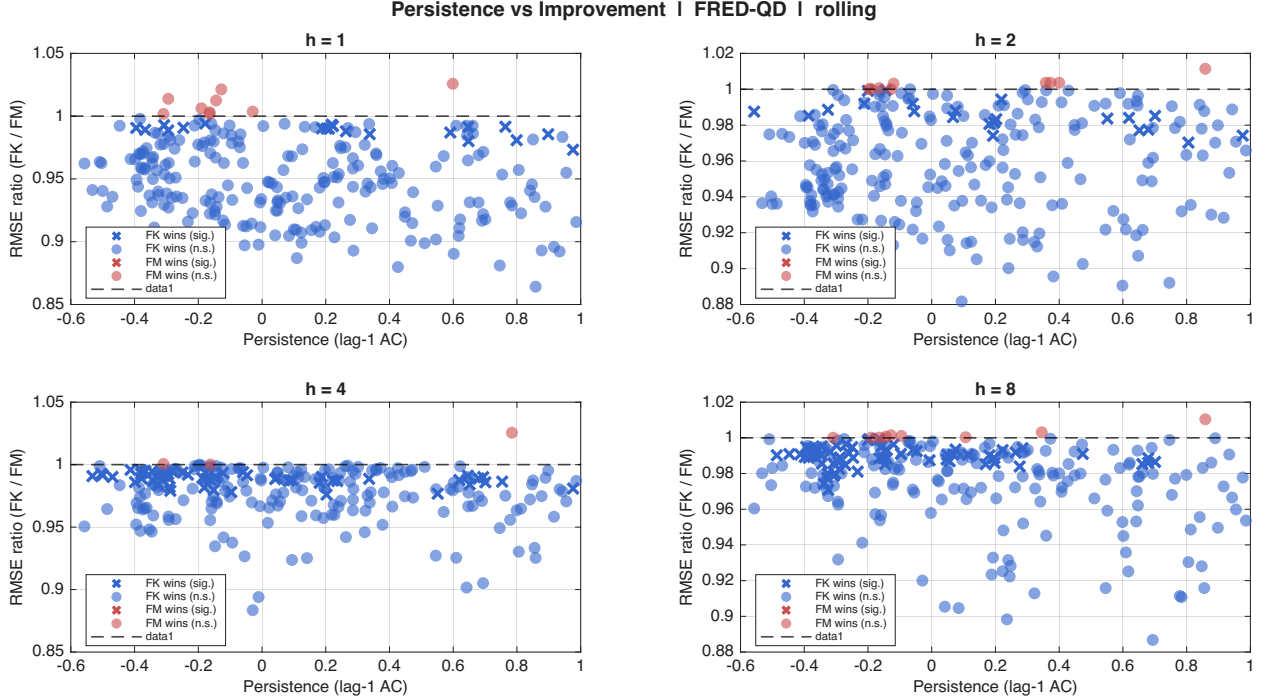 Persistence vs Improvement | FRED-QD | rolling
h = 1
RMSE ratio (FK / FM)
1.05
1
0.95
0.9
0.85
-0.6 -0.4 -0.2 0 0.2 0.4 0.6 0.8 1
Persistence (lag-1 AC)
FK wins (sig.)
FK wins (n.s.)
FM wins (sig.)
FM wins (n.s.)
data1
h = 2
RMSE ratio (FK / FM)
1.02
1
0.98
0.96
0.94
0.92
0.9
0.88
-0.6 -0.4 -0.2 0 0.2 0.4 0.6 0.8 1
Persistence (lag-1 AC)
FK wins (sig.)
FK wins (n.s.)
FM wins (sig.)
FM wins (n.s.)
data1
h = 4
RMSE ratio (FK / FM)
1.05
1
0.95
0.9
0.85
-0.6 -0.4 -0.2 0 0.2 0.4 0.6 0.8 1
Persistence (lag-1 AC)
FK wins (sig.)
FK wins (n.s.)
FM wins (sig.)
FM wins (n.s.)
data1
h = 8
RMSE ratio (FK / FM)
1.02
1
0.98
0.96
0.94
0.92
0.9
0.88
-0.6 -0.4 -0.2 0 0.2 0.4 0.6 0.8 1
Persistence (lag-1 AC)
FK wins (sig.)
FK wins (n.s.)
FM wins (sig.)
FM wins (n.s.)
data1